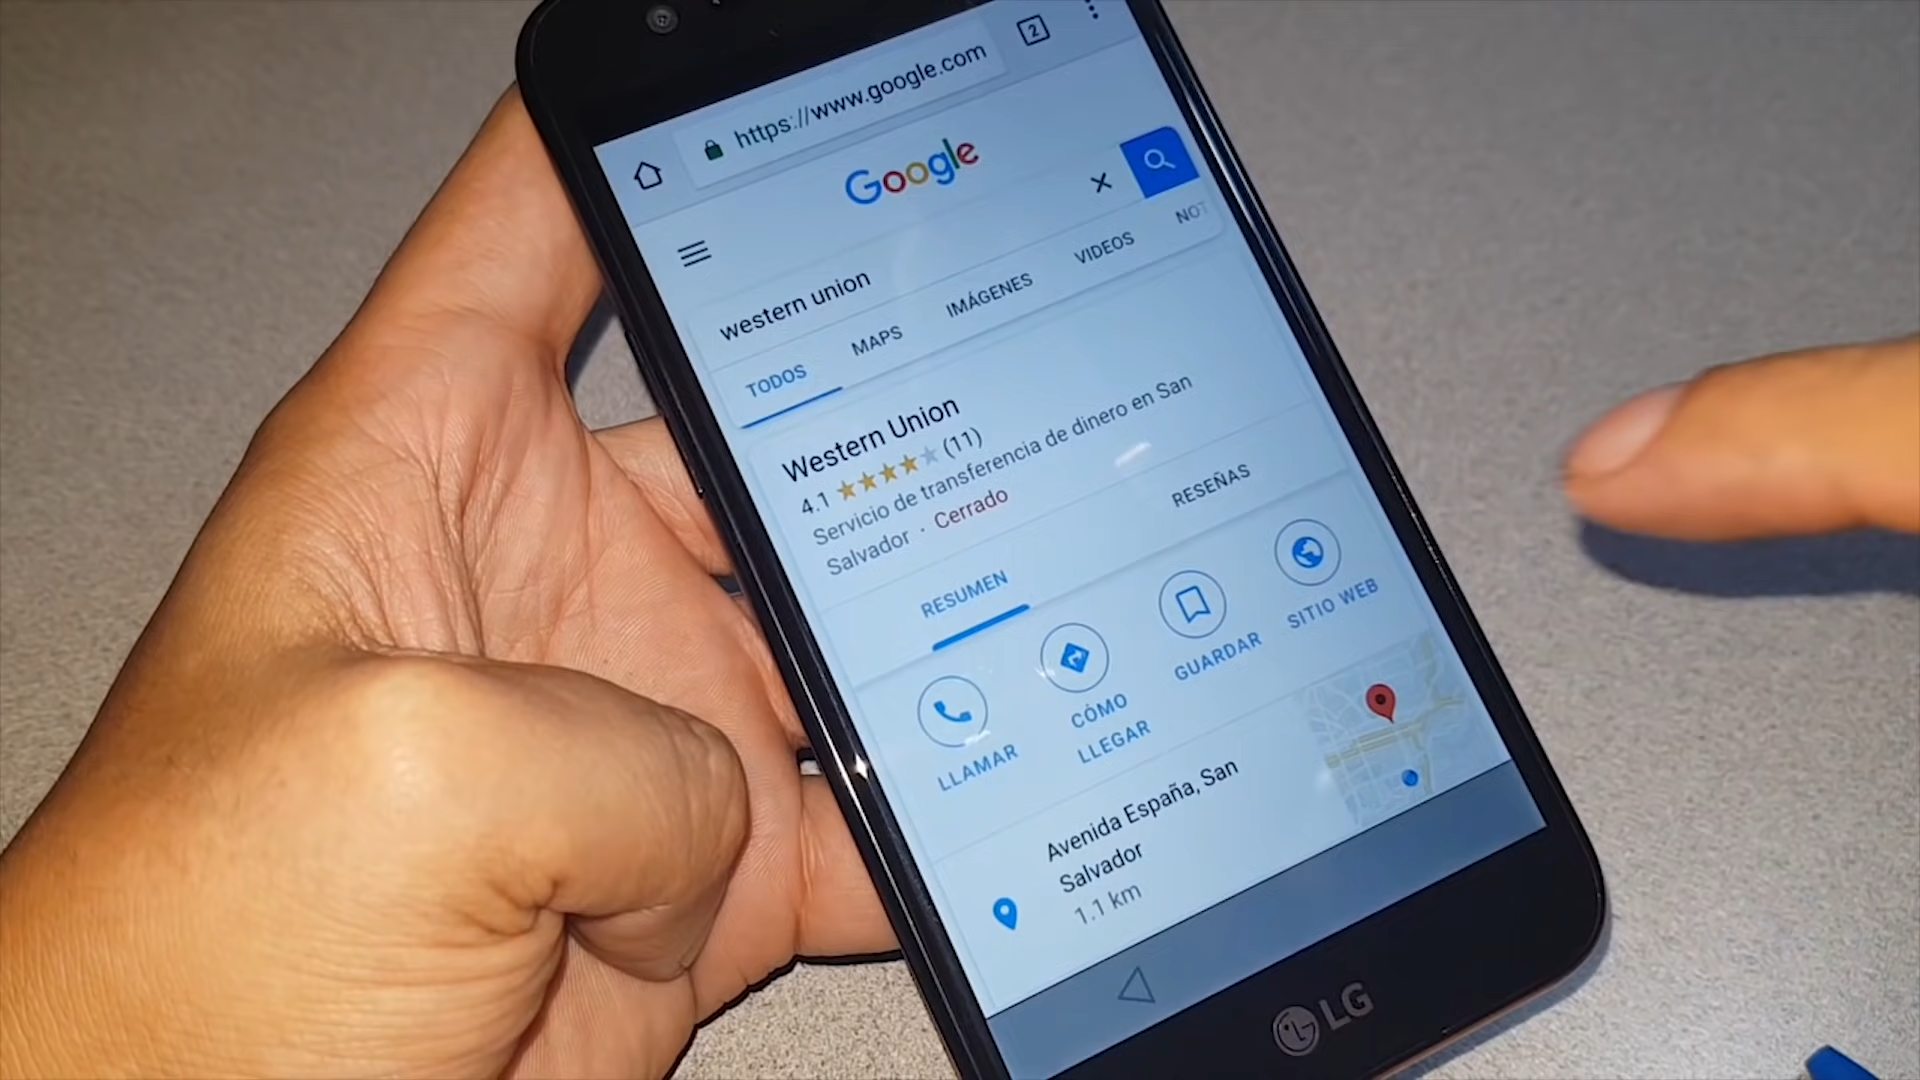 https://www.google.com
2
Google
western union
TODOS MAPS IMÁGENES VIDEOS NOT
Western Union
4.1 (11)
Servicio de transferencia de dinero en San
Salvador · Cerrado
RESUMEN RESEÑAS
LLAMAR
CÓMO
LLEGAR
GUARDAR
SITIO WEB
Avenida España, San
Salvador
1.1 km
LG